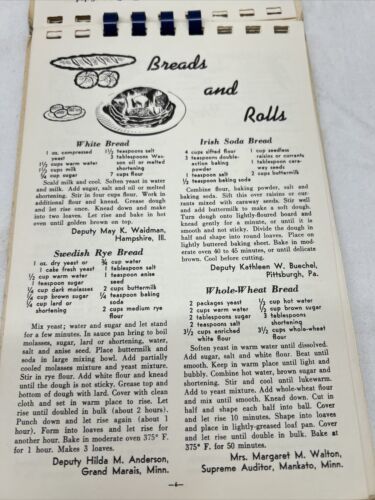 Breads
and
Rolls
White Bread
1 oz. compressed
yeast
1½ cups warm water
1½ cups milk
¼ cup sugar
1½ teaspoons salt
3 tablespoons Wes-
son oil or melted
shortening
7 cups flour
Scald milk and cool. Soften yeast in water
and milk. Add sugar, salt and oil or melted
shortening. Stir in four cups flour. Work in
additional flour and knead. Grease dough
and let rise once. Knead down and make
into two loaves. Let rise and bake in hot
oven until golden brown on top.
Deputy May K. Waidman,
Hampshire, Ill.
Swedish Rye Bread
1 oz. dry yeast or
1 cake fresh yeast
½ cup warm water
1 teaspoon sugar
¼ cup dark molasses
¼ cup brown sugar
¼ cup lard or
shortening
¾ cup water
1 tablespoon salt
1 teaspoon anise
seed
2 cups buttermilk
¼ teaspoon baking
soda
2 cups medium rye
flour
Mix yeast; water and sugar and let stand
for a few minutes. In sauce pan bring to boil
molasses, sugar, lard or shortening, water,
salt and anise seed. Place buttermilk and
soda in large mixing bowl. Add partially
cooled molasses mixture and yeast mixture.
Stir in rye flour. Add white flour and knead
until the dough is not sticky. Grease top and
bottom of dough with lard. Cover with clean
cloth and set in warm place to rise. Let
rise until doubled in bulk (about 2 hours).
Punch down and let rise again (about 1
hour). Form into loaves and let rise for
another hour. Bake in moderate oven 375° F.
for 1 hour. Makes 3 loaves.
Deputy Hilda M. Anderson,
Grand Marais, Minn.
Irish Soda Bread
4 cups sifted flour
3 teaspoons double-
action baking
powder
1 teaspoon salt
½ teaspoon baking soda
1 cup seedless
raisins or currants
1 tablespoon cara-
way seeds
2 cups buttermilk
Combine flour, baking powder, salt and
baking soda. Sift this over raisins or cur-
rants mixed with caraway seeds. Stir well
and add buttermilk to make a soft dough.
Turn dough onto lightly-floured board and
knead gently for a minute, or until it is
smooth and not sticky. Divide the dough in
half and shape into round loaves. Place on
lightly buttered baking sheet. Bake in mod-
erate oven 40 to 45 minutes, or until delicate
brown. Cool before cutting.
Deputy Kathleen W. Buechel,
Pittsburgh, Pa.
Whole-Wheat Bread
2 packages yeast
2 cups warm water
2 tablespoons sugar
2 teaspoons salt
3½ cups enriched
white flour
½ cup hot water
½ cup brown sugar
3 tablespoons
shortening
3½ cups whole-wheat
flour
Soften yeast in warm water until dissolved.
Add sugar, salt and white flour. Beat until
smooth. Keep in warm place until light and
bubbly. Combine hot water, brown sugar and
shortening. Stir and cool until lukewarm.
Add to yeast mixture. Add whole-wheat flour
and mix until smooth. Knead down. Cut in
half and shape each half into ball. Cover
and let rise 10 minutes. Shape into loaves
and place in lightly-greased loaf pan. Cover
and let rise until double in bulk. Bake at
375° F. for 50 minutes.
Mrs. Margaret M. Walton,
Supreme Auditor, Mankato, Minn.
—6—